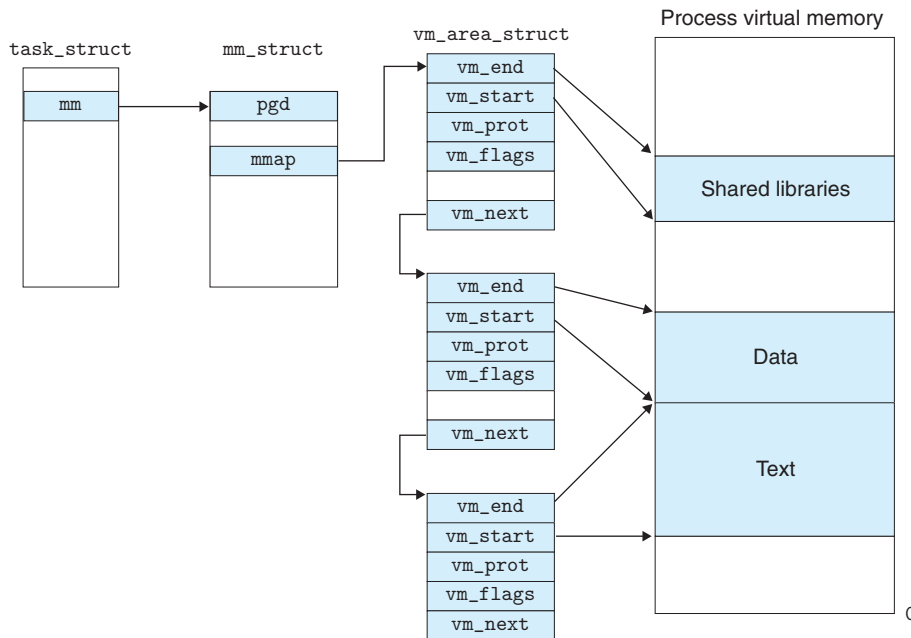 Process virtual memory
task_struct
mm_struct
vm_area_struct
mm
pgd
mmap
vm_end
vm_start
vm_prot
vm_flags
vm_next
vm_end
vm_start
vm_prot
vm_flags
vm_next
vm_end
vm_start
vm_prot
vm_flags
vm_next
Shared libraries
Data
Text